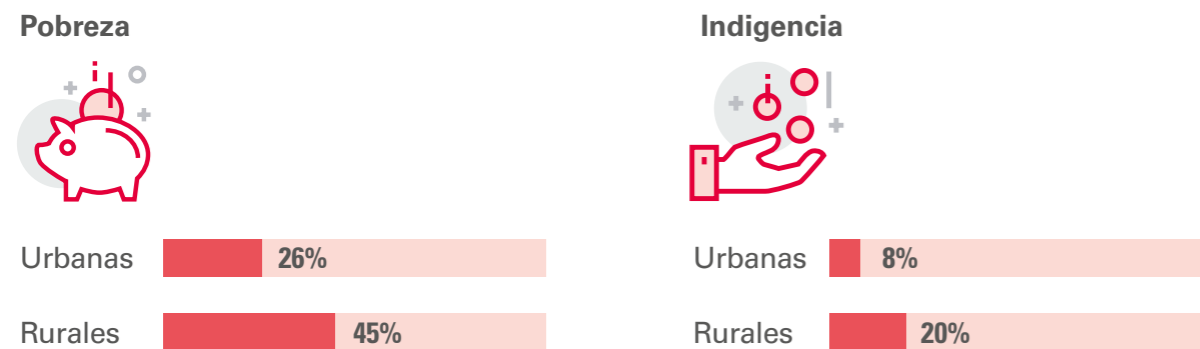 Pobreza
Urbanas 26%
Rurales 45%
Indigencia
Urbanas 8%
Rurales 20%